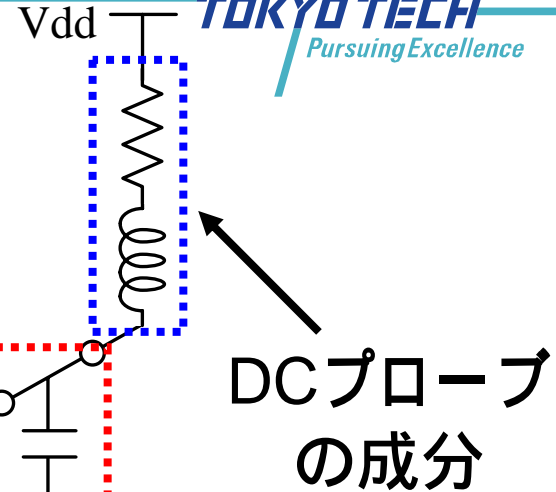 Vdd
TOKYO TECH
Pursuing Excellence
DCプローブ
の成分